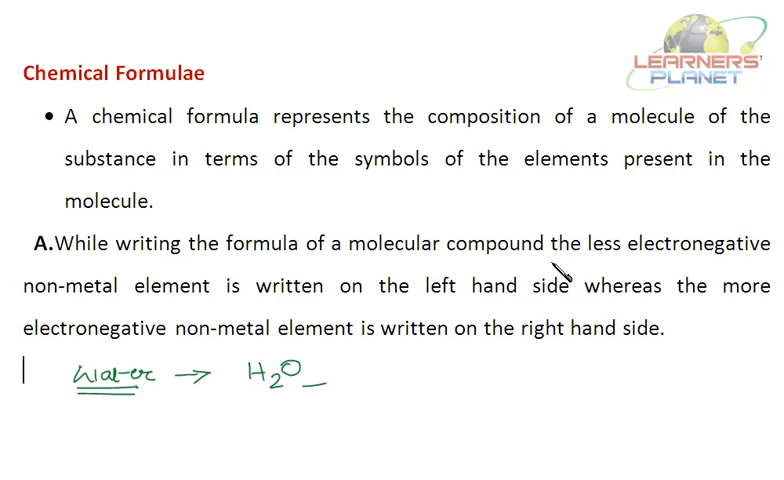 LEARNERS'
PLANET
Chemical Formulae
• A chemical formula represents the composition of a molecule of the
substance in terms of the symbols of the elements present in the
molecule.
A.While writing the formula of a molecular compound the less electronegative
non-metal element is written on the left hand side whereas the more
electronegative non-metal element is written on the right hand side.
water → H₂O